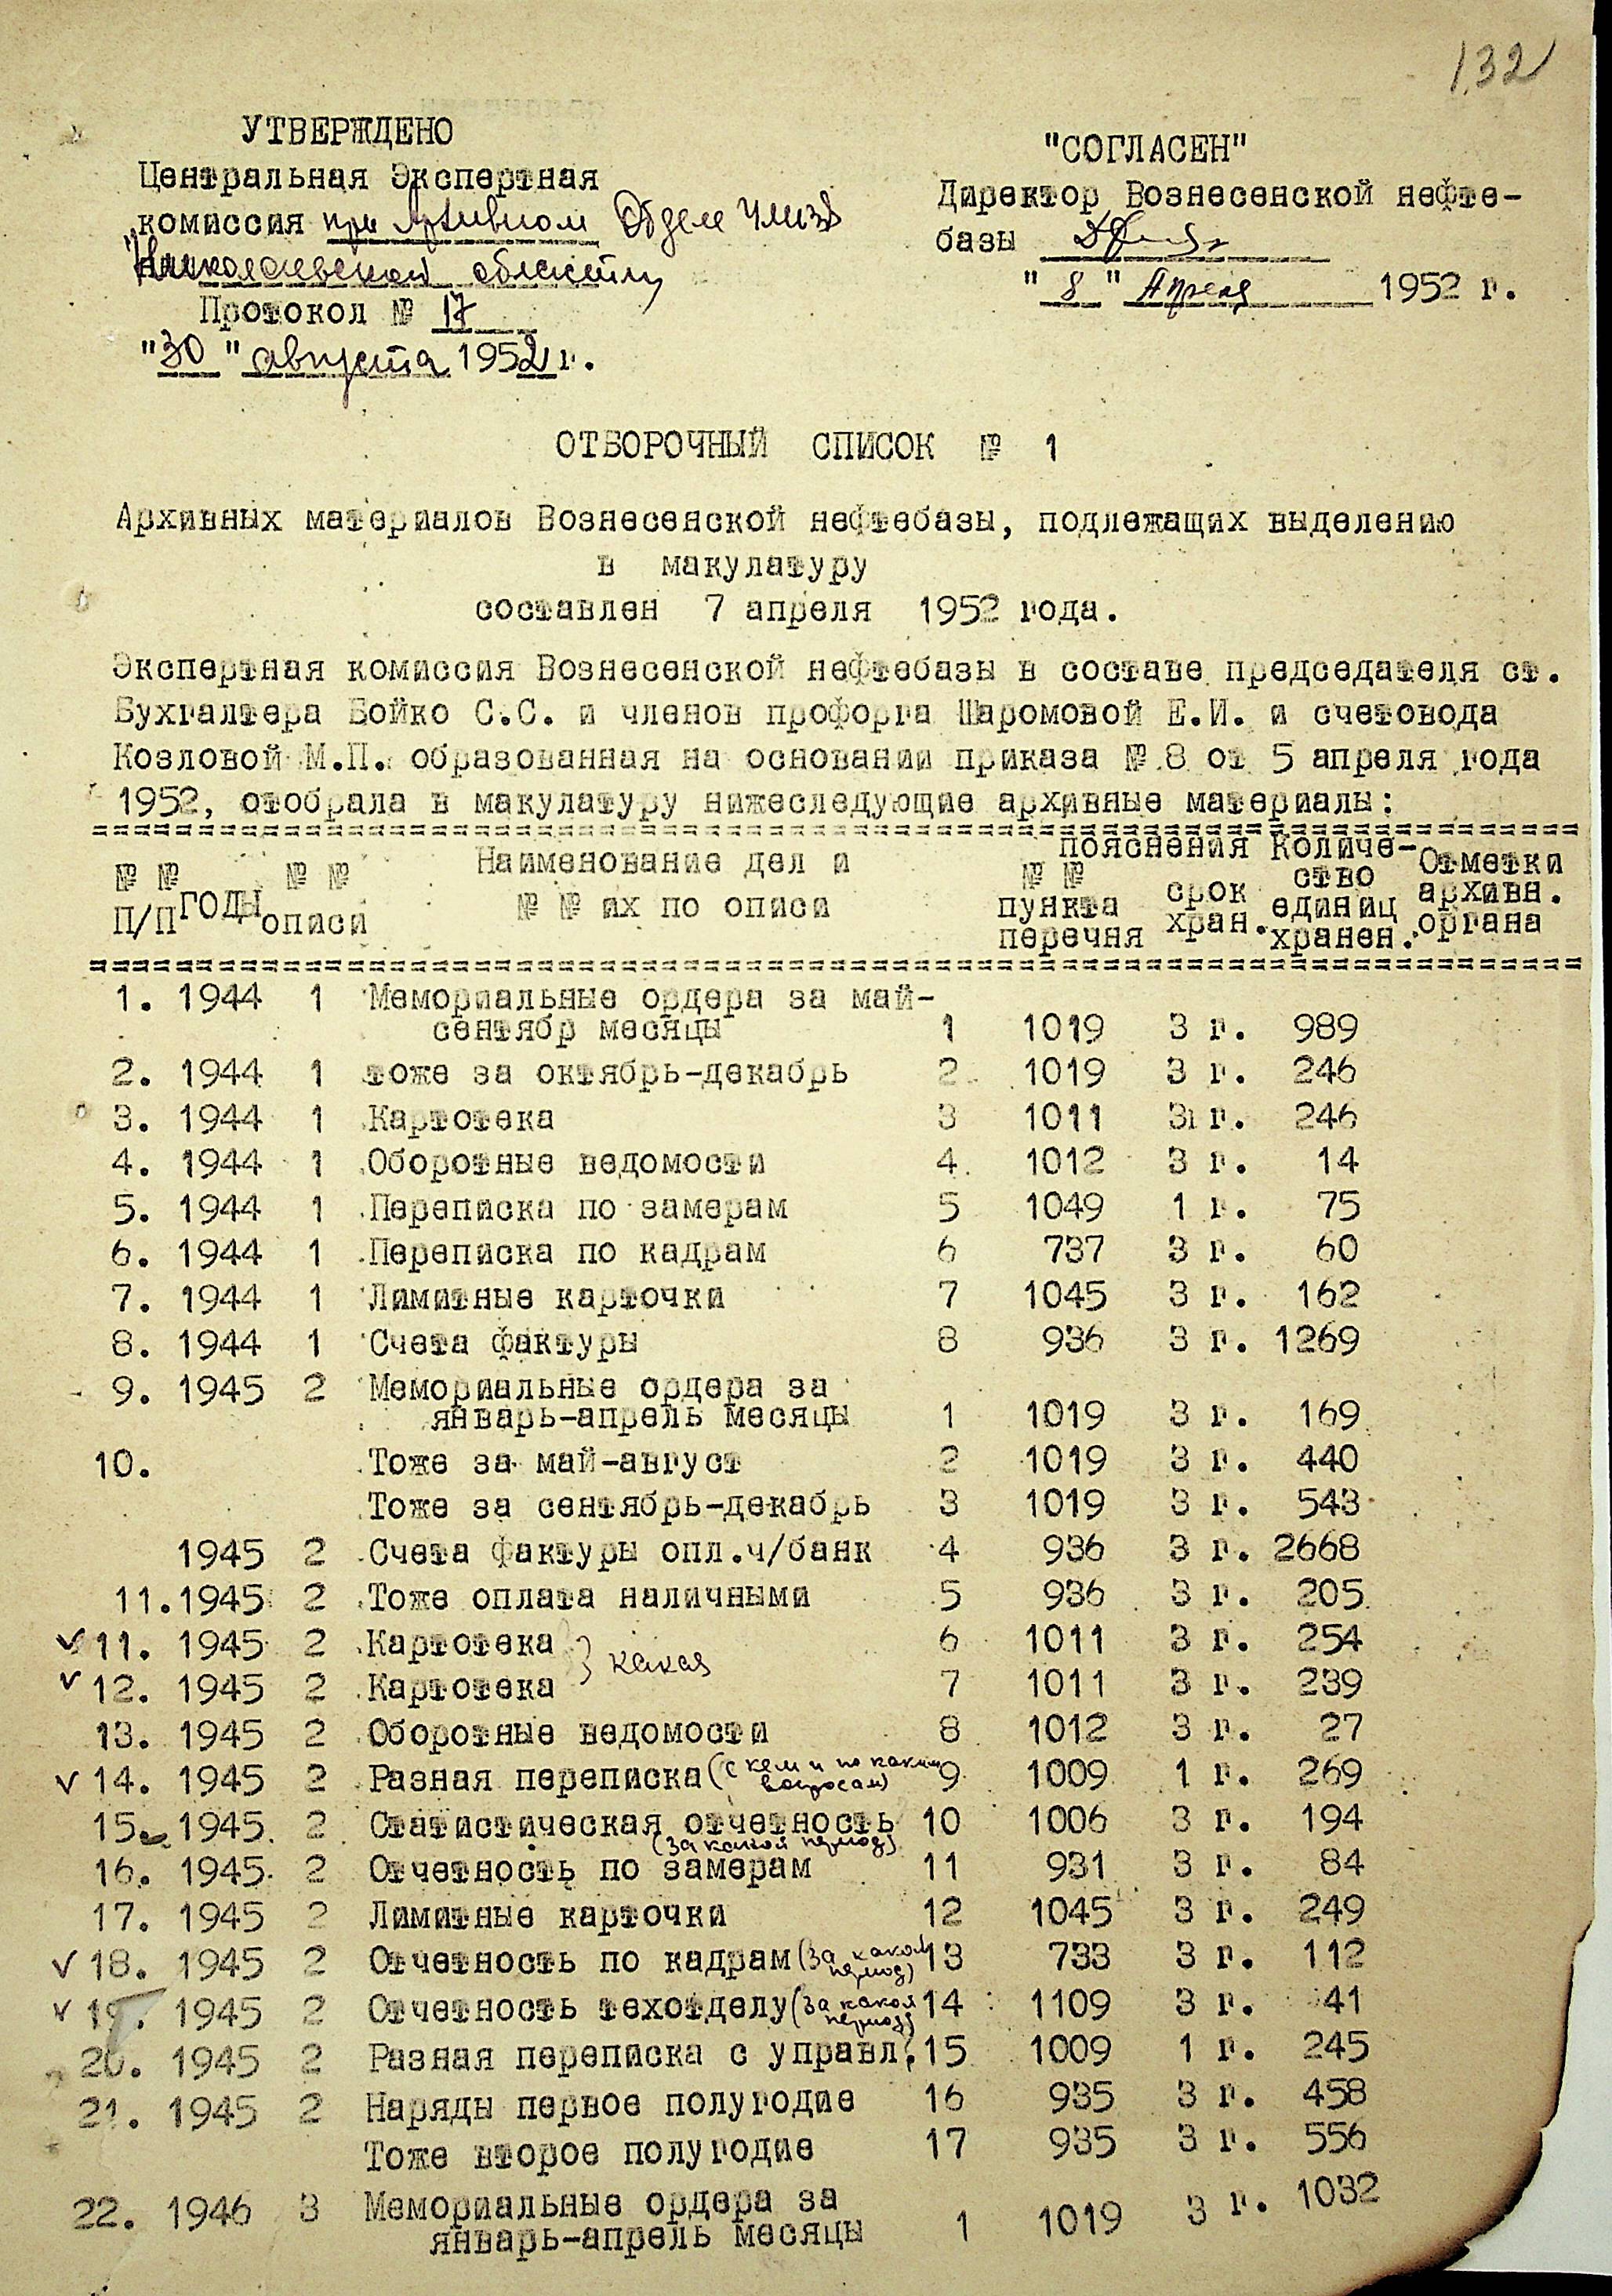 132
УТВЕРЖДЕНО
Центральная Экспертная
комиссия при Архивном Отделе УМГБ
Николаевской области
Протокол № 17
"30" августа 1952 г.
"СОГЛАСЕН"
Директор Вознесенской нефте-
базы
"8" Апреля 1952 г.
ОТБОРОЧНЫЙ СПИСОК № 1
Архивных материалов Вознесенской нефтебазы, подлежащих выделению
в макулатуру
составлен 7 апреля 1952 года.
Экспертная комиссия Вознесенской нефтебазы в составе председателя ст.
Бухгалтера Бойко С.С. и членов профорга Шаромовой Е.И. и счетовода
Козловой М.П. образованная на основании приказа № 8 от 5 апреля года
1952, отобрала в макулатуру нижеследующие архивные материалы:
№ № П/П ГОДЫ № № описи Наименование дел и № № их по описи пояснения № № пункта перечня срок хран. Количе-ство единиц хранен. Отметки архивн. органа
1. 1944 1 Мемориальные ордера за май-
сентябр месяцы 1 1019 3 г. 989
2. 1944 1 тоже за октябрь-декабрь 2 1019 3 г. 246
3. 1944 1 Картотека 3 1011 3 г. 246
4. 1944 1 Оборотные ведомости 4 1012 3 г. 14
5. 1944 1 Переписка по замерам 5 1049 1 г. 75
6. 1944 1 Переписка по кадрам 6 737 3 г. 60
7. 1944 1 Лимитные карточки 7 1045 3 г. 162
8. 1944 1 Счета фактуры 8 936 3 г. 1269
9. 1945 2 Мемориальные ордера за
январь-апрель месяцы 1 1019 3 г. 169
10. Тоже за май-август 2 1019 3 г. 440
Тоже за сентябрь-декабрь 3 1019 3 г. 543
1945 2 Счета фактуры опл.ч/банк 4 936 3 г. 2668
11. 1945 2 Тоже оплата наличными 5 936 3 г. 205
✓ 11. 1945 2 Картотека } какая 6 1011 3 г. 254
✓ 12. 1945 2 Картотека 7 1011 3 г. 239
13. 1945 2 Оборотные ведомости 8 1012 3 г. 27
✓ 14. 1945 2 Разная переписка (с кем и по каким вопросам) 9 1009 1 г. 269
15. 1945 2 Статистическая отчетность 10 1006 3 г. 194
(за какой период)
16. 1945 2 Отчетность по замерам 11 931 3 г. 84
17. 1945 2 Лимитные карточки 12 1045 3 г. 249
✓ 18. 1945 2 Отчетность по кадрам (за какой период) 13 733 3 г. 112
✓ 19. 1945 2 Отчетность техотделу (за какой период) 14 1109 3 г. 41
20. 1945 2 Разная переписка с управл. 15 1009 1 г. 245
21. 1945 2 Наряды первое полугодие 16 935 3 г. 458
Тоже второе полугодие 17 935 3 г. 556
22. 1946 3 Мемориальные ордера за
январь-апрель месяцы 1 1019 3 г. 1032